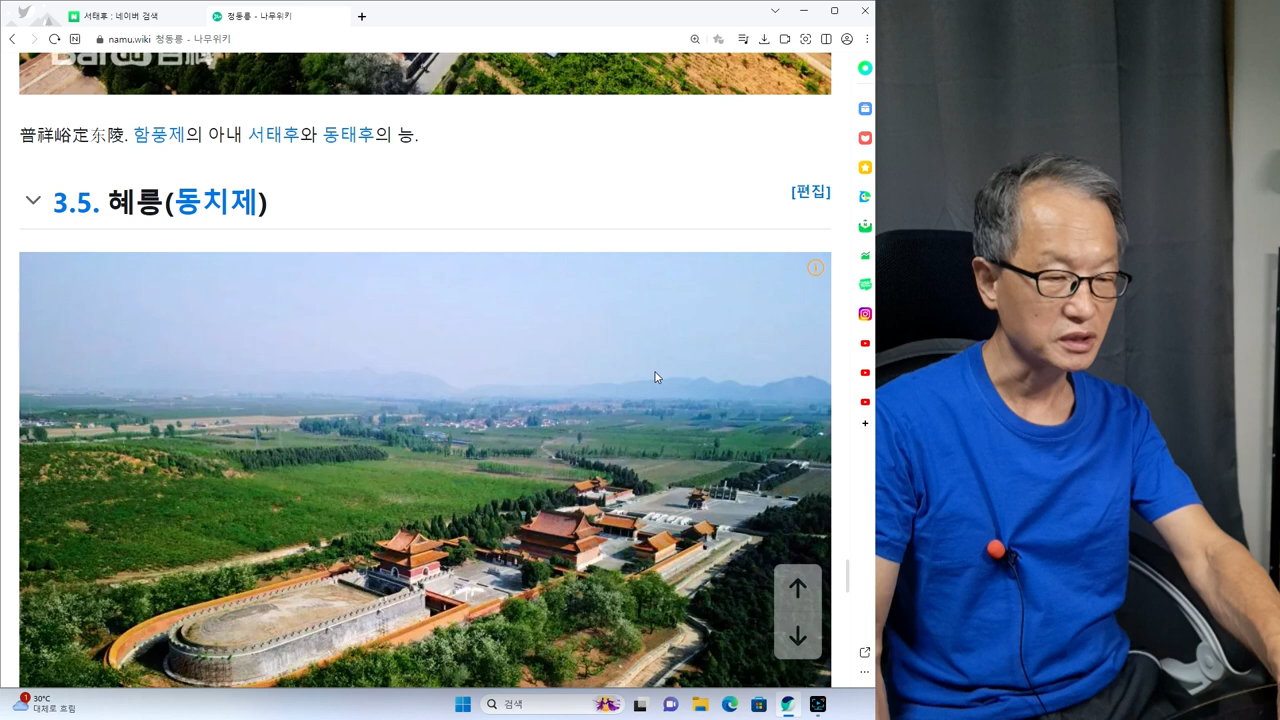 서태후 : 네이버 검색
청동릉 - 나무위키
namu.wiki 청동릉 - 나무위키
普祥峪定东陵. 함풍제의 아내 서태후와 동태후의 능.
3.5. 혜릉(동치제)
[편집]
1
30°C
대체로 흐림
검색